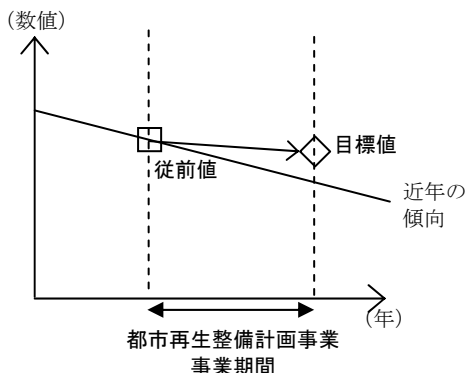 （数値）
目標値
従前値
近年の
傾向
（年）
都市再生整備計画事業
事業期間